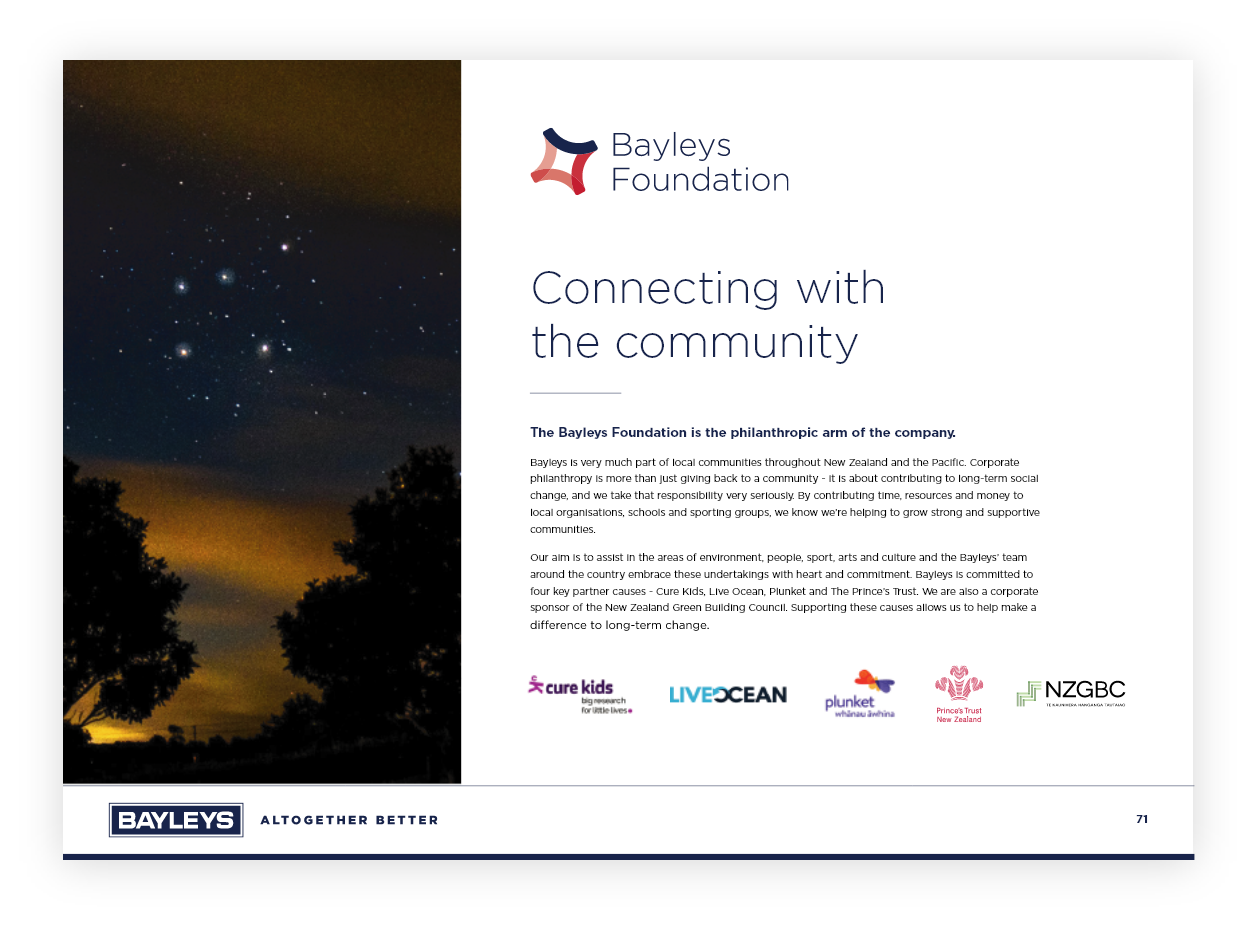 Bayleys
Foundation
Connecting with
the community
The Bayleys Foundation is the philanthropic arm of the company.
Bayleys is very much part of local communities throughout New Zealand and the Pacific. Corporate
philanthropy is more than just giving back to a community - it is about contributing to long-term social
change, and we take that responsibility very seriously. By contributing time, resources and money to
local organisations, schools and sporting groups, we know we're helping to grow strong and supportive
communities.
Our aim is to assist in the areas of environment, people, sport, arts and culture and the Bayleys' team
around the country embrace these undertakings with heart and commitment. Bayleys is committed to
four key partner causes - Cure Kids, Live Ocean, Plunket and The Prince's Trust. We are also a corporate
sponsor of the New Zealand Green Building Council. Supporting these causes allows us to help make a
difference to long-term change.
cure kids
big research
for little lives
LIVEOCEAN
plunket
whānau āwhina
Prince's Trust
New Zealand
NZGBC
TE KAUNIHERA HANGANGA TAUTAIAO
BAYLEYS
ALTOGETHER BETTER
71